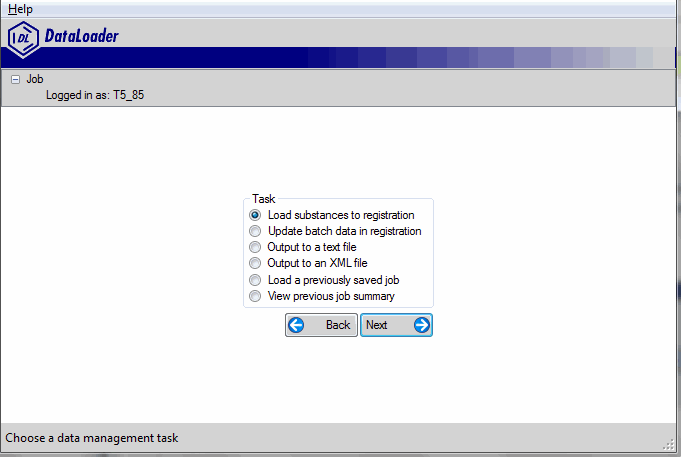 Help
DL DataLoader
Job
Logged in as: T5_85
Task
Load substances to registration
Update batch data in registration
Output to a text file
Output to an XML file
Load a previously saved job
View previous job summary
Back Next
Choose a data management task